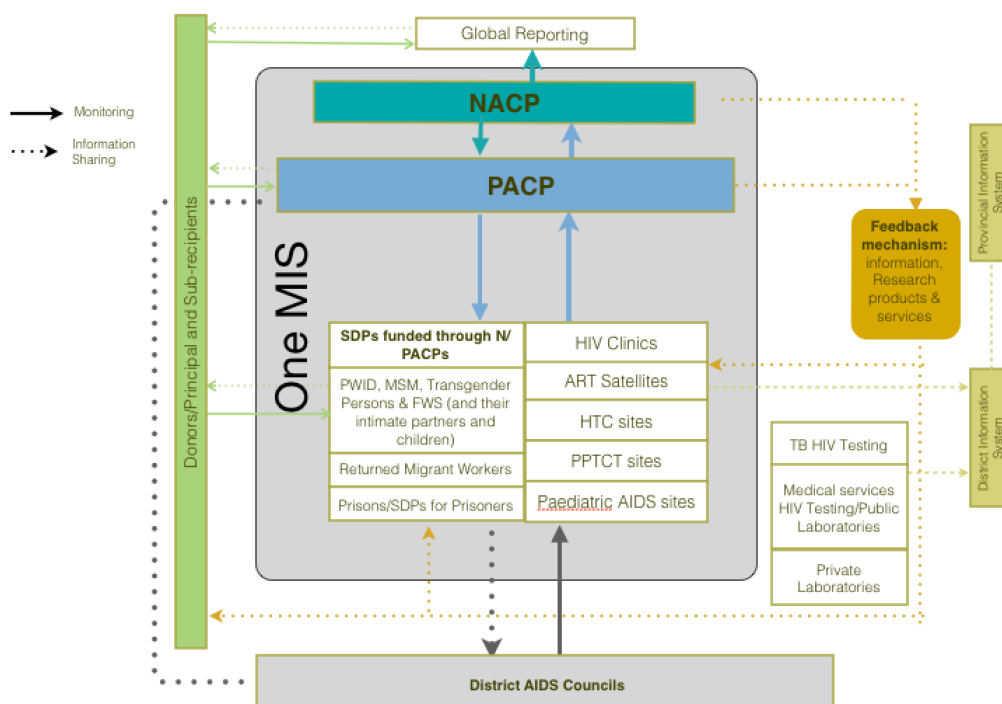 Global Reporting
NACP
Monitoring
Information
Sharing
PACP
Donors/Principal and Sub-recipients
One MIS
Provincial Information
System
Feedback
mechanism:
information,
Research
products &
services
SDPs funded through N/
PACPs
PWID, MSM, Transgender
Persons & FWS (and their
intimate partners and
children)
Returned Migrant Workers
Prisons/SDPs for Prisoners
HIV Clinics
ART Satellites
HTC sites
PPTCT sites
Paediatric AIDS sites
District Information
System
TB HIV Testing
Medical services
HIV Testing/Public
Laboratories
Private
Laboratories
District AIDS Councils